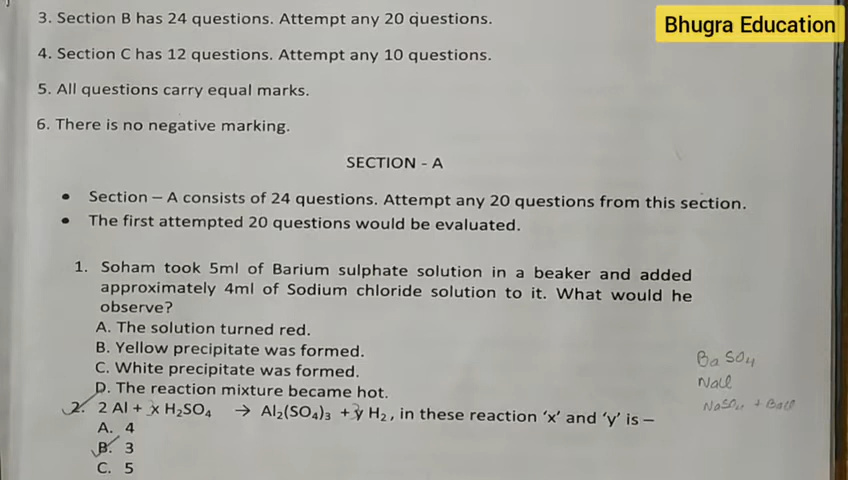 3. Section B has 24 questions. Attempt any 20 questions.
Bhugra Education
4. Section C has 12 questions. Attempt any 10 questions.
5. All questions carry equal marks.
6. There is no negative marking.
SECTION - A
• Section – A consists of 24 questions. Attempt any 20 questions from this section.
• The first attempted 20 questions would be evaluated.
1. Soham took 5ml of Barium sulphate solution in a beaker and added
approximately 4ml of Sodium chloride solution to it. What would he
observe?
A. The solution turned red.
B. Yellow precipitate was formed.
C. White precipitate was formed.
D. The reaction mixture became hot.
BaSO4
NaCl
NaSO4 + BaCl
2. 2 Al + x H₂SO₄ → Al₂(SO₄)₃ + y H₂, in these reaction ‘x’ and ‘y’ is –
A. 4
B. 3
C. 5